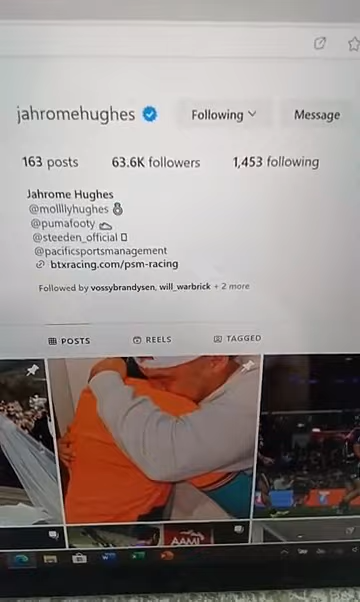 jahromehughes Following Message
163 posts 63.6K followers 1,453 following
Jahrome Hughes
@mollllyhughes
@pumafooty
@steeden_official
@pacificsportsmanagement
btxracing.com/psm-racing
Followed by vossybrandysen, will_warbrick + 2 more
POSTS REELS TAGGED
AAMI